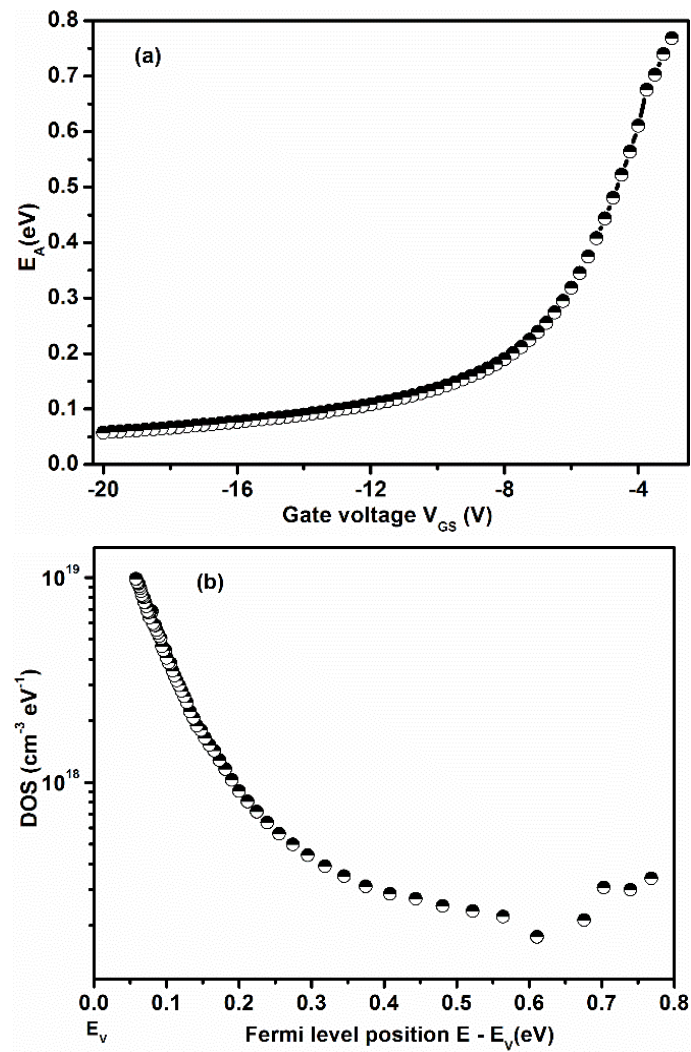 (a)
0.8
0.7
0.6
0.5
0.4
0.3
0.2
0.1
0.0
E_A(eV)
-20 -16 -12 -8 -4
Gate voltage V_GS (V)
(b)
10^19
10^18
DOS (cm^-3 eV^-1)
0.0 0.1 0.2 0.3 0.4 0.5 0.6 0.7 0.8
E_V
Fermi level position E - E_V(eV)